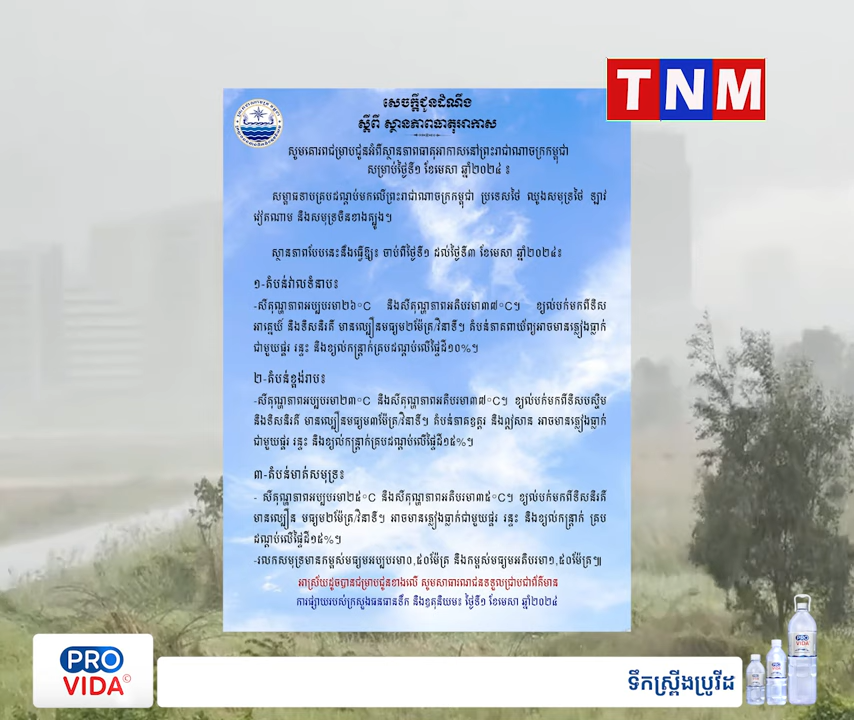 TNM
សេចក្តីជូនដំណឹង
ស្តីពី ស្ថានភាពធាតុអាកាស
សូមគោរពជម្រាបជូនអំពីស្ថានភាពធាតុអាកាសនៅព្រះរាជាណាចក្រកម្ពុជា
សម្រាប់ថ្ងៃទី១ ខែមេសា ឆ្នាំ២០២៤ ៖
សម្ពាធទាបគ្របដណ្តប់មកលើព្រះរាជាណាចក្រកម្ពុជា ប្រទេសថៃ ឈូងសមុទ្រថៃ ឡាវ
វៀតណាម និងសមុទ្រចិនខាងត្បូង។
ស្ថានភាពបែបនេះនឹងធ្វើឱ្យ៖ ចាប់ពីថ្ងៃទី១ ដល់ថ្ងៃទី៣ ខែមេសា ឆ្នាំ២០២៤៖
១-តំបន់វាលទំនាប៖
-សីតុណ្ហភាពអប្បបរមា២៦°C និងសីតុណ្ហភាពអតិបរមា៣៧°C។ ខ្យល់បក់មកពីទិស
អាគ្នេយ៍ និងទិសនិរតី មានល្បឿនមធ្យម២ម៉ែត្រ/វិនាទី។ តំបន់ភាគពាយ័ព្យអាចមានភ្លៀងធ្លាក់
ជាមួយផ្គរ រន្ទះ និងខ្យល់កន្ត្រាក់គ្របដណ្តប់លើផ្ទៃដី១០%។
២-តំបន់ខ្ពង់រាប៖
-សីតុណ្ហភាពអប្បបរមា២៣°C និងសីតុណ្ហភាពអតិបរមា៣៧°C។ ខ្យល់បក់មកពីទិសបស្ចិម
និងទិសនិរតី មានល្បឿនមធ្យម៣ម៉ែត្រ/វិនាទី។ តំបន់ភាគឧត្តរ និងឦសាន អាចមានភ្លៀងធ្លាក់
ជាមួយផ្គរ រន្ទះ និងខ្យល់កន្ត្រាក់គ្របដណ្តប់លើផ្ទៃដី១៥%។
៣-តំបន់មាត់សមុទ្រ៖
- សីតុណ្ហភាពអប្បបរមា២៥°C និងសីតុណ្ហភាពអតិបរមា៣៥°C។ ខ្យល់បក់មកពីទិសនិរតី
មានល្បឿន មធ្យម២ម៉ែត្រ/វិនាទី។ អាចមានភ្លៀងធ្លាក់ជាមួយផ្គរ រន្ទះ និងខ្យល់កន្ត្រាក់ គ្រប
ដណ្តប់លើផ្ទៃដី១៥%។
-រលកសមុទ្រមានកម្ពស់មធ្យមអប្បបរមា០,៥០ម៉ែត្រ និងកម្ពស់មធ្យមអតិបរមា១,៥០ម៉ែត្រ៕
អាស្រ័យដូចបានជម្រាបជូនខាងលើ សូមសាធារណជនទទួលជ្រាបជាព័ត៌មាន
ការផ្សាយរបស់ក្រសួងធនធានទឹក និងឧតុនិយម៖ ថ្ងៃទី១ ខែមេសា ឆ្នាំ២០២៤
PRO
VIDA©
ទឹកស្ព្រីងប្រូវីដា